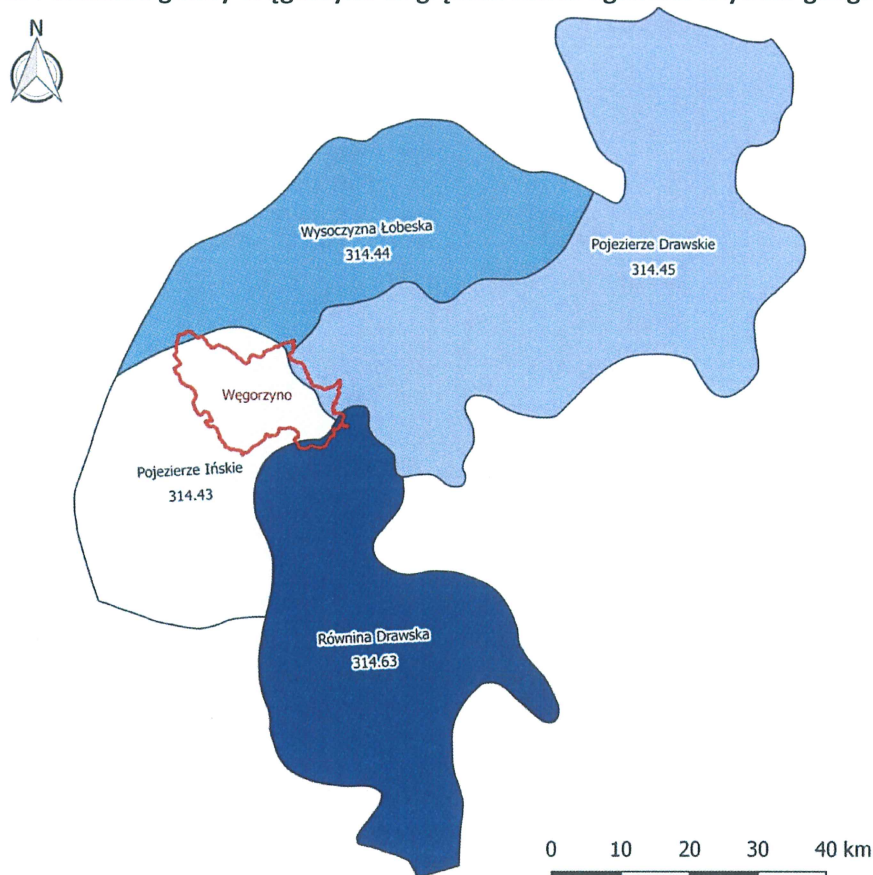 N
Wysoczyzna Łobeska
314.44
Pojezierze Drawskie
314.45
Węgorzyno
Pojezierze Ińskie
314.43
Równina Drawska
314.63
0 10 20 30 40 km